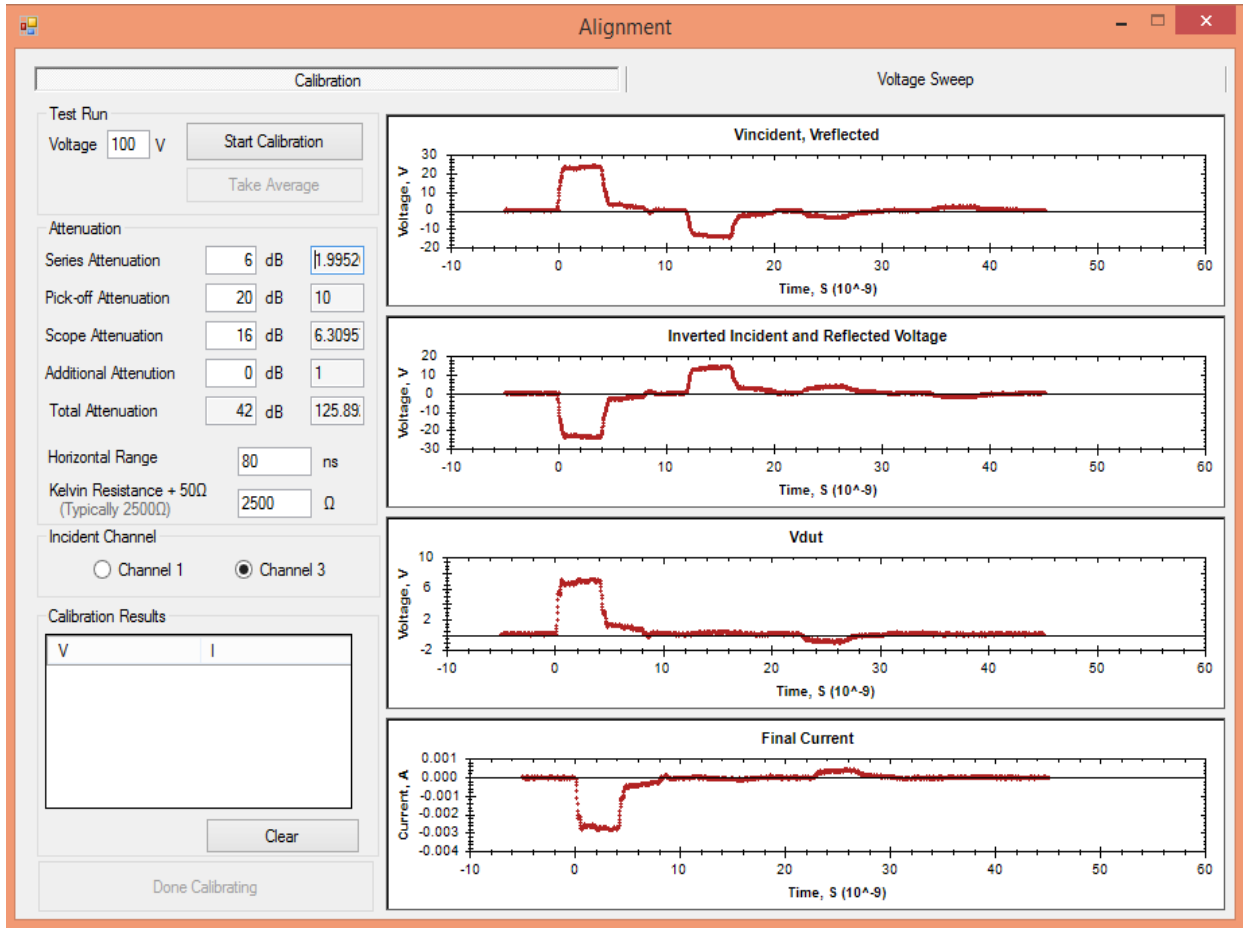 Alignment
Calibration
Voltage Sweep
Test Run
Voltage 100 V
Start Calibration
Take Average
Attenuation
Series Attenuation 6 dB 1.9952
Pick-off Attenuation 20 dB 10
Scope Attenuation 16 dB 6.3095
Additional Attenution 0 dB 1
Total Attenuation 42 dB 125.89
Horizontal Range 80 ns
Kelvin Resistance + 50Ω
(Typically 2500Ω) 2500 Ω
Incident Channel
Channel 1 Channel 3
Calibration Results
V I
Clear
Done Calibrating
Vincident, Vreflected
Voltage, V
30
20
10
0
-10
-20
-10 0 10 20 30 40 50 60
Time, S (10^-9)
Inverted Incident and Reflected Voltage
Voltage, V
20
10
0
-10
-20
-30
-10 0 10 20 30 40 50 60
Time, S (10^-9)
Vdut
Voltage, V
10
6
2
-2
-10 0 10 20 30 40 50 60
Time, S (10^-9)
Final Current
Current, A
0.001
0.000
-0.001
-0.002
-0.003
-0.004
-10 0 10 20 30 40 50 60
Time, S (10^-9)